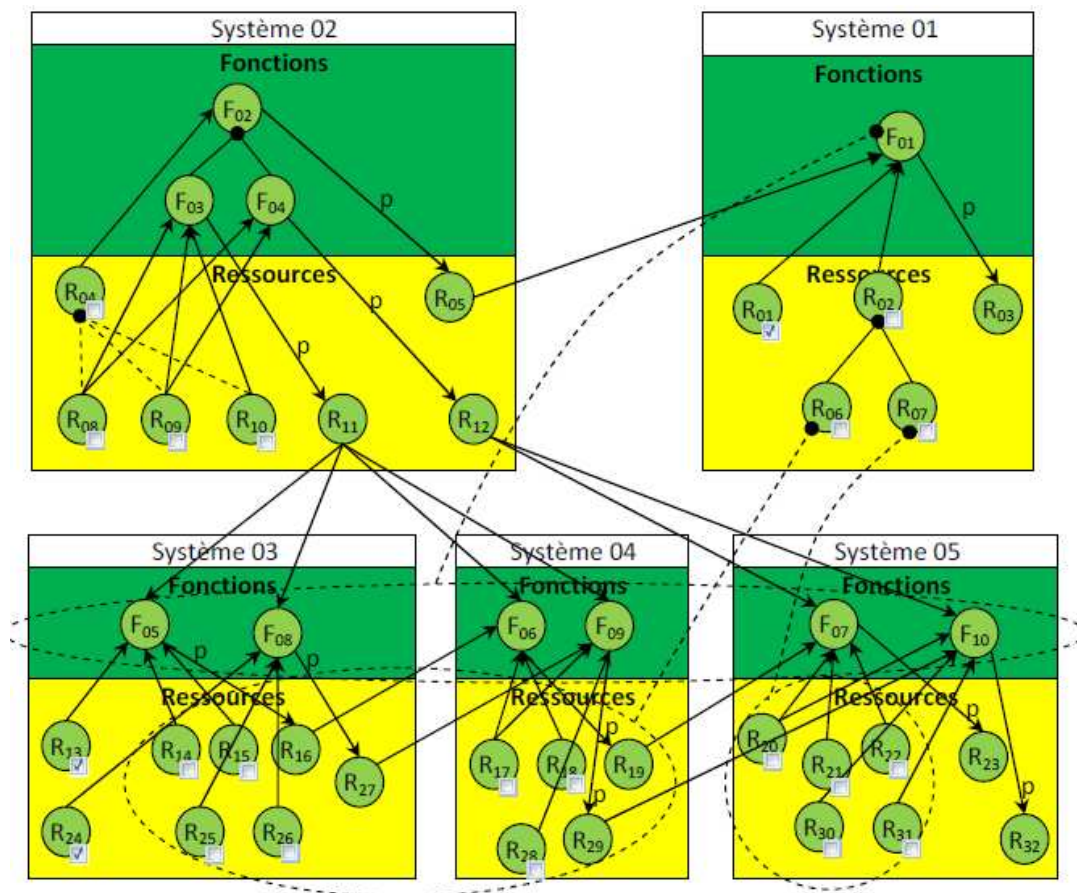 Système 02
Fonctions
F02
F03
F04
p
Ressources
R04
R05
p
p
R08
R09
R10
R11
R12
Système 01
Fonctions
F01
p
Ressources
R01
R02
R03
R06
R07
Système 03
Fonctions
F05
F08
p
p
Ressources
R13
R14
R15
R16
R27
R24
R25
R26
Système 04
Fonctions
F06
F09
Ressources
p
R17
R18
R19
p
R28
R29
Système 05
Fonctions
F07
F10
Ressources
p
R20
R21
R22
R23
p
R30
R31
R32